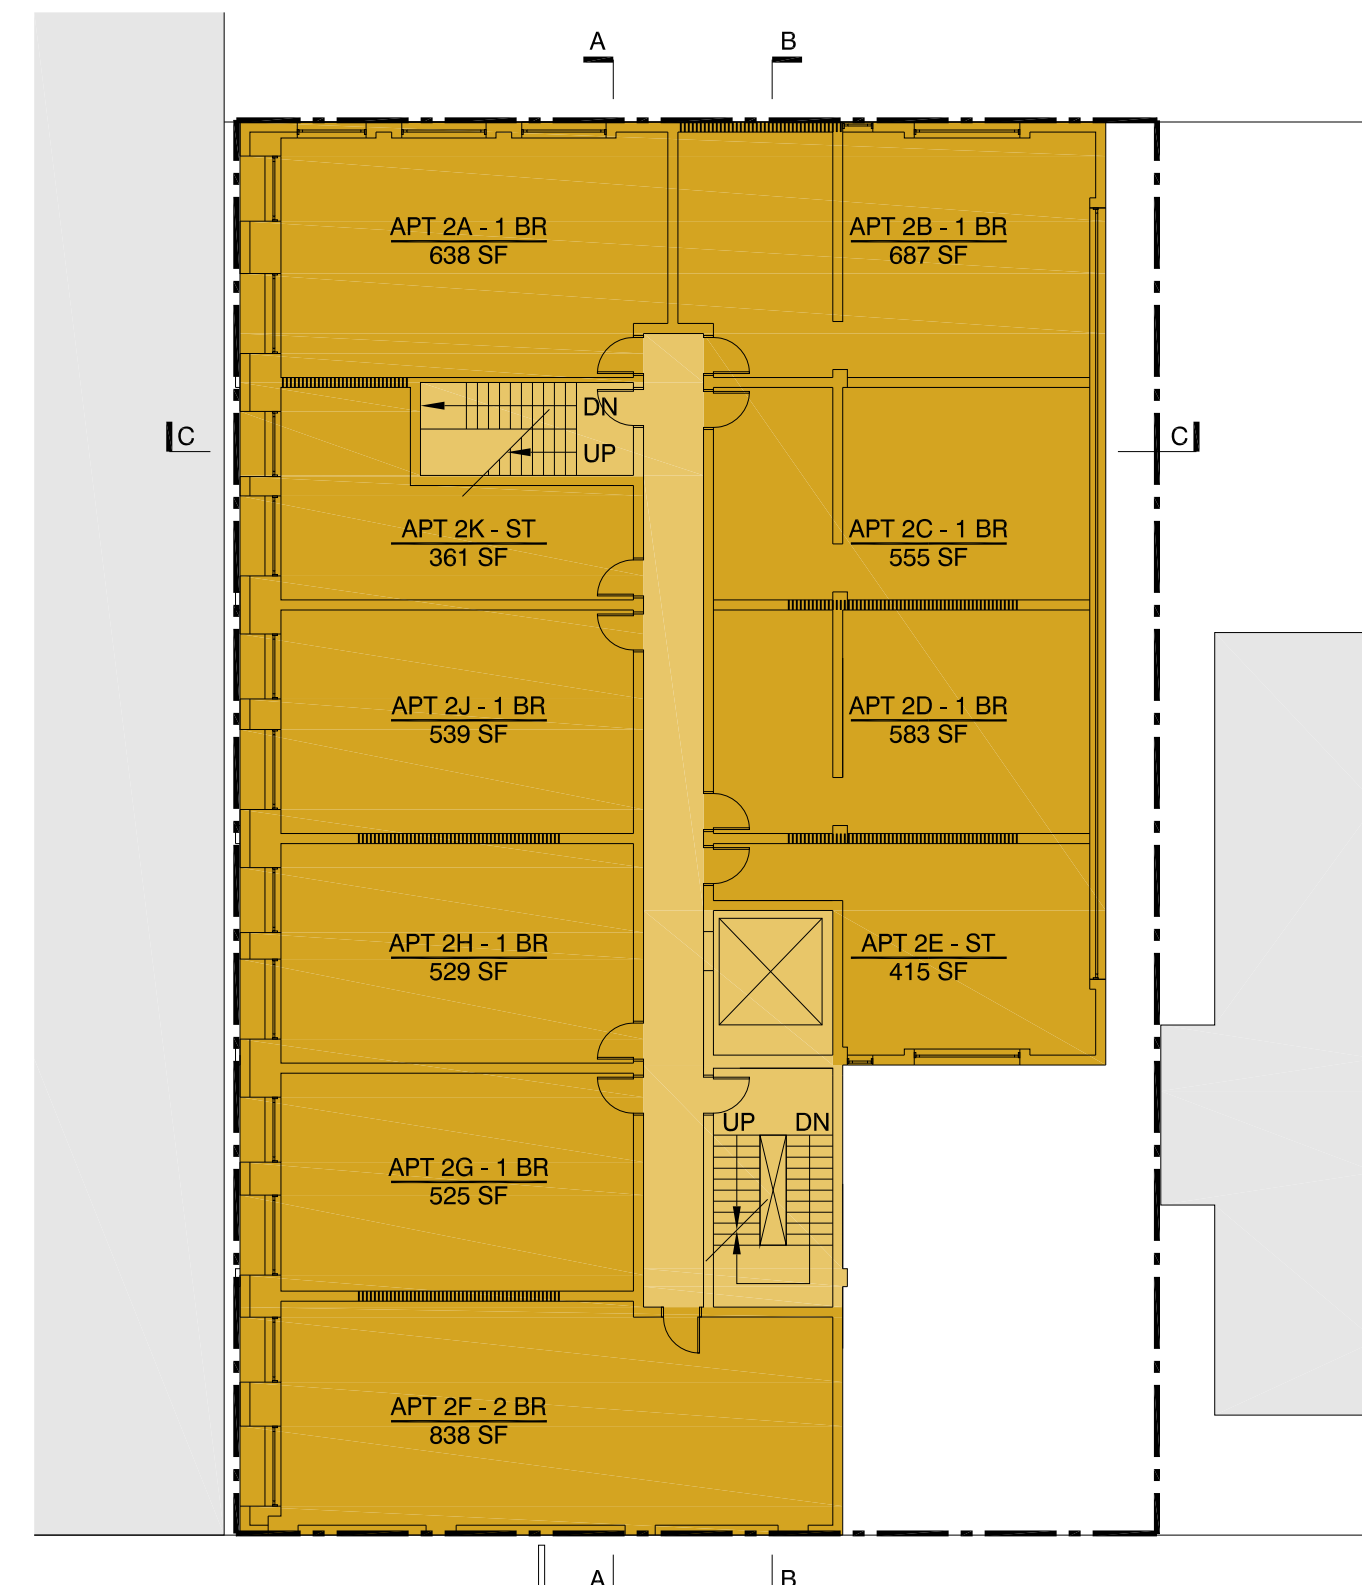 A
B
APT 2A - 1 BR
638 SF
APT 2B - 1 BR
687 SF
DN
UP
C
C
APT 2K - ST
361 SF
APT 2C - 1 BR
555 SF
APT 2J - 1 BR
539 SF
APT 2D - 1 BR
583 SF
APT 2H - 1 BR
529 SF
APT 2E - ST
415 SF
UP
DN
APT 2G - 1 BR
525 SF
APT 2F - 2 BR
838 SF
A
B